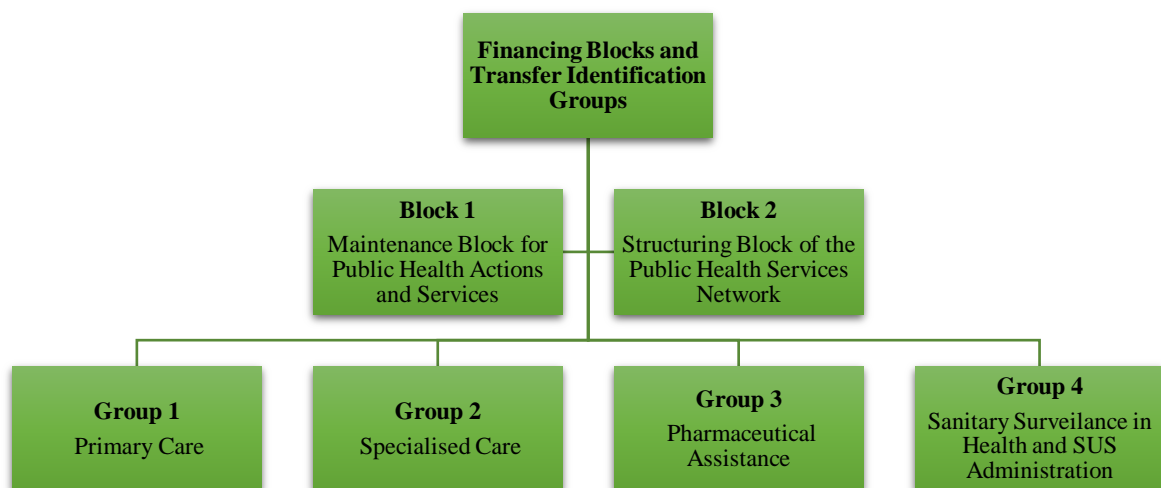 Financing Blocks and
Transfer Identification
Groups
Block 1
Maintenance Block for
Public Health Actions
and Services
Block 2
Structuring Block of the
Public Health Services
Network
Group 1
Primary Care
Group 2
Specialised Care
Group 3
Pharmaceutical
Assistance
Group 4
Sanitary Surveilance in
Health and SUS
Administration